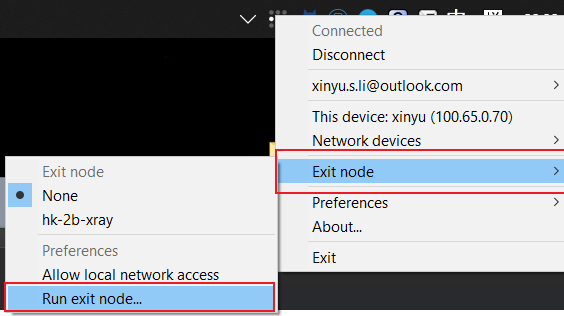 Connected
Disconnect
xinyu.s.li@outlook.com
This device: xinyu (100.65.0.70)
Network devices
Exit node
Preferences
About...
Exit
Exit node
None
hk-2b-xray
Preferences
Allow local network access
Run exit node...